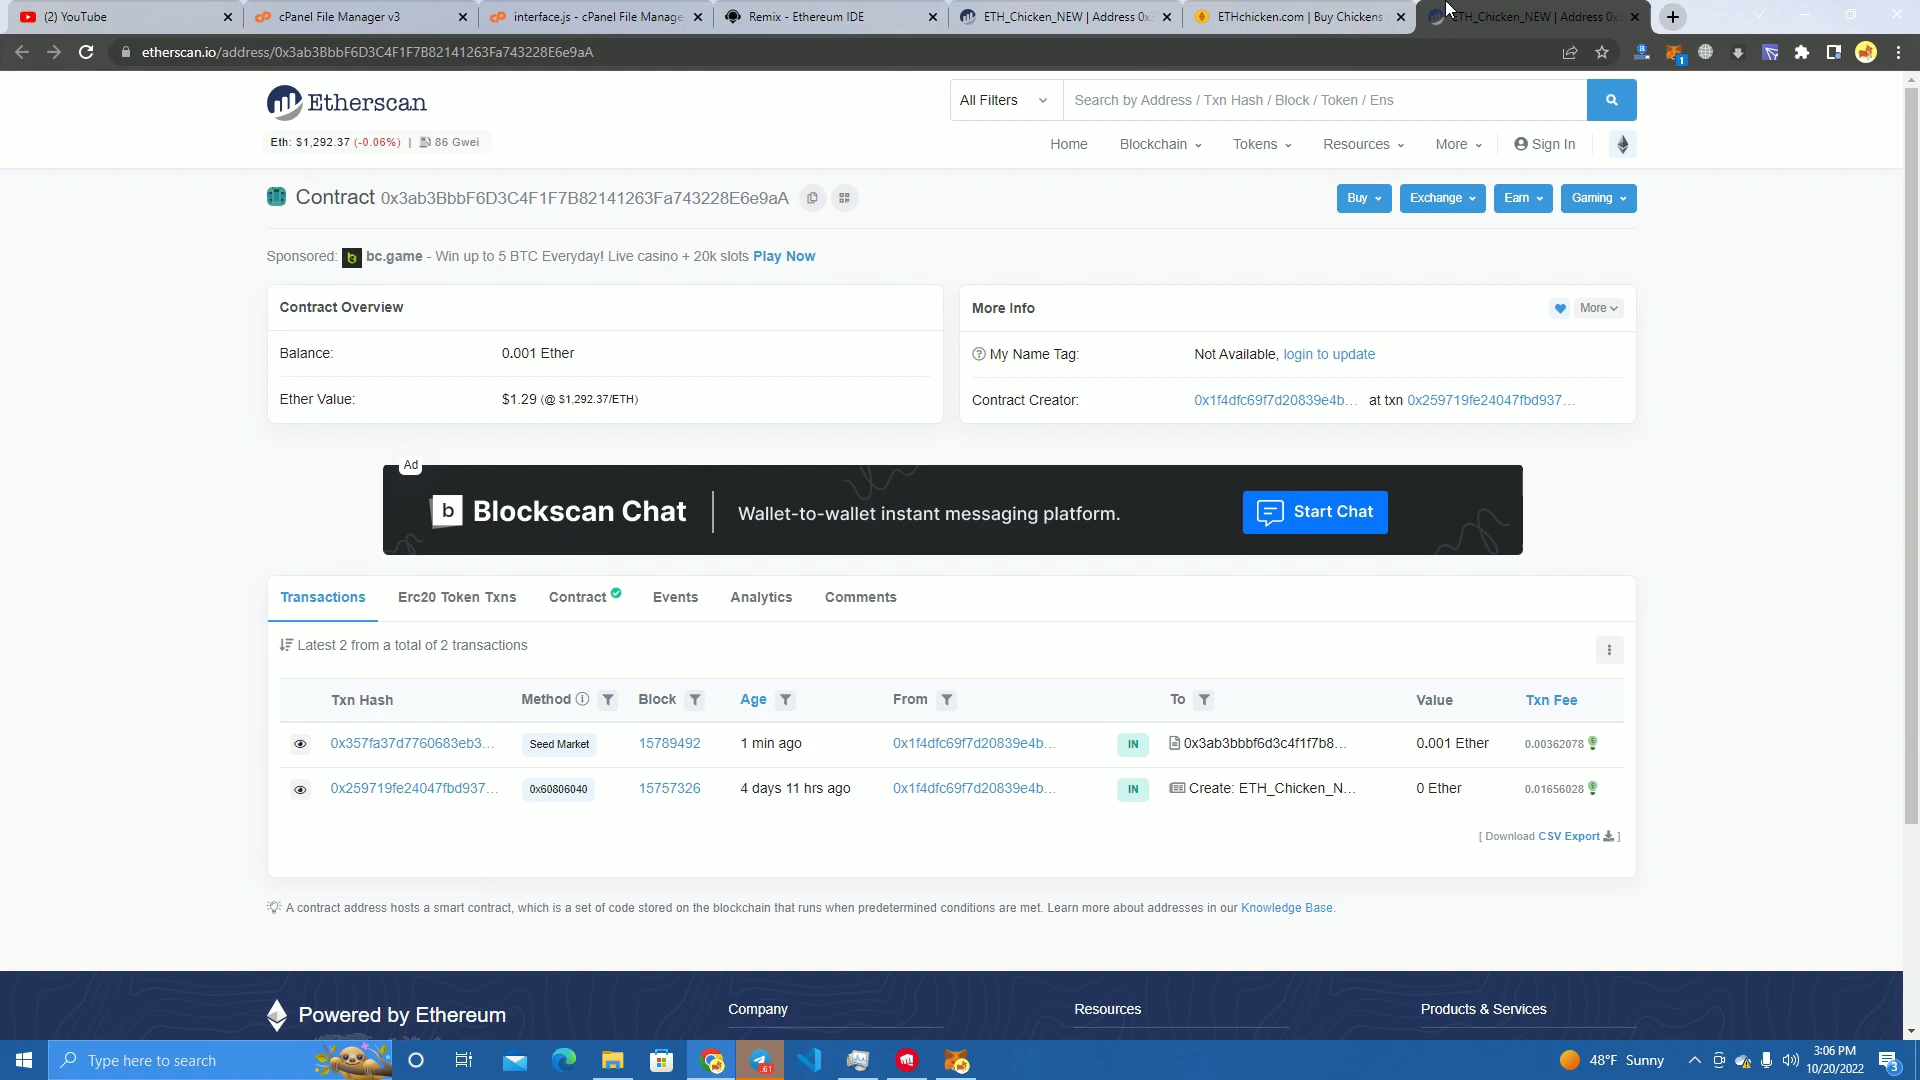 (2) YouTube
cPanel File Manager v3
interface.js - cPanel File Manage
Remix - Ethereum IDE
ETH_Chicken_NEW | Address 0x
ETHchicken.com | Buy Chickens
ETH_Chicken_NEW | Address 0x
etherscan.io/address/0x3ab3BbbF6D3C4F1F7B82141263Fa743228E6e9aA
1
Etherscan
All Filters
Search by Address / Txn Hash / Block / Token / Ens
Eth: $1,292.37 (-0.06%) | 86 Gwei
Home
Blockchain
Tokens
Resources
More
Sign In
Contract 0x3ab3BbbF6D3C4F1F7B82141263Fa743228E6e9aA
Buy
Exchange
Earn
Gaming
Sponsored: bc.game - Win up to 5 BTC Everyday! Live casino + 20k slots Play Now
Contract Overview
Balance:
0.001 Ether
Ether Value:
$1.29 (@ $1,292.37/ETH)
More Info
More
My Name Tag:
Not Available, login to update
Contract Creator:
0x1f4dfc69f7d20839e4b... at txn 0x259719fe24047fbd937...
Ad
b Blockscan Chat
Wallet-to-wallet instant messaging platform.
Start Chat
Transactions
Erc20 Token Txns
Contract
Events
Analytics
Comments
Latest 2 from a total of 2 transactions
Txn Hash Method Block Age From To Value Txn Fee
0x357fa37d7760683eb3... Seed Market 15789492 1 min ago 0x1f4dfc69f7d20839e4b... IN 0x3ab3bbbf6d3c4f1f7b8... 0.001 Ether 0.00362078
0x259719fe24047fbd937... 0x60806040 15757326 4 days 11 hrs ago 0x1f4dfc69f7d20839e4b... IN Create: ETH_Chicken_N... 0 Ether 0.01656028
[ Download CSV Export ]
A contract address hosts a smart contract, which is a set of code stored on the blockchain that runs when predetermined conditions are met. Learn more about addresses in our Knowledge Base.
Powered by Ethereum
Company
Resources
Products & Services
Type here to search
61
48°F Sunny
3:06 PM
10/20/2022
3